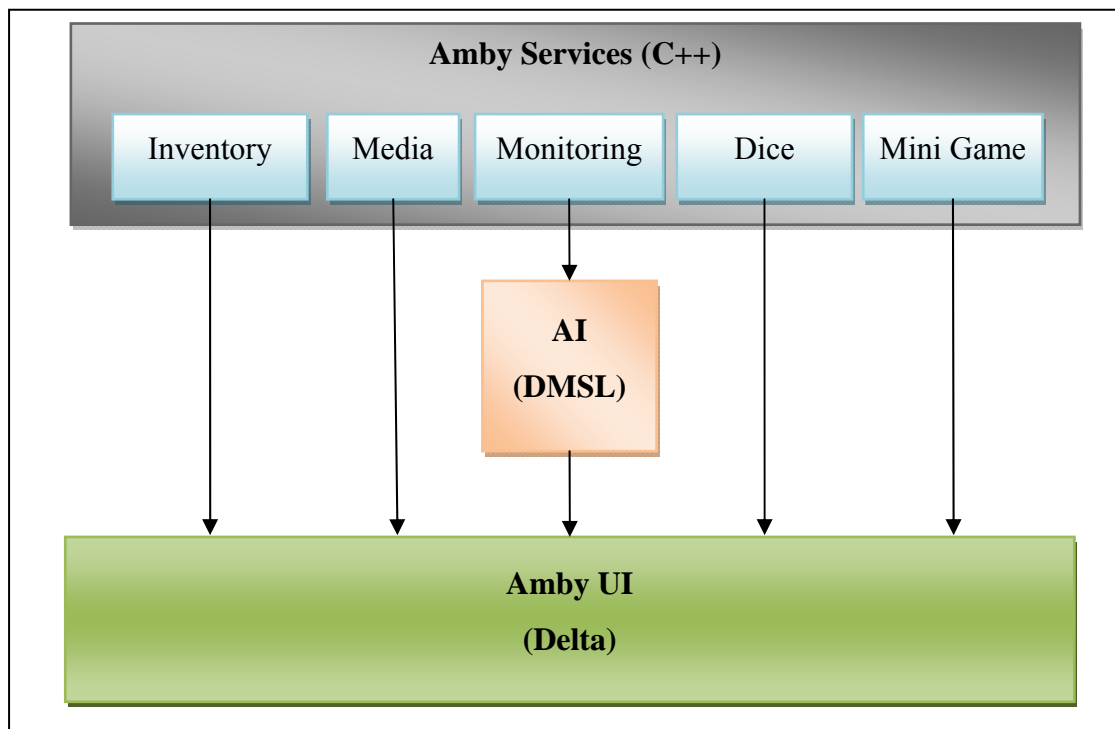 Amby Services (C++)
Inventory
Media
Monitoring
Dice
Mini Game
AI
(DMSL)
Amby UI
(Delta)